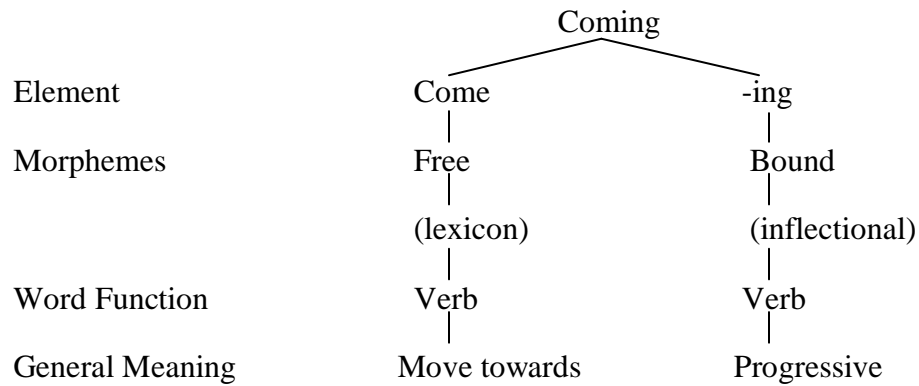 Coming
Element Come -ing
Morphemes Free Bound
(lexicon) (inflectional)
Word Function Verb Verb
General Meaning Move towards Progressive